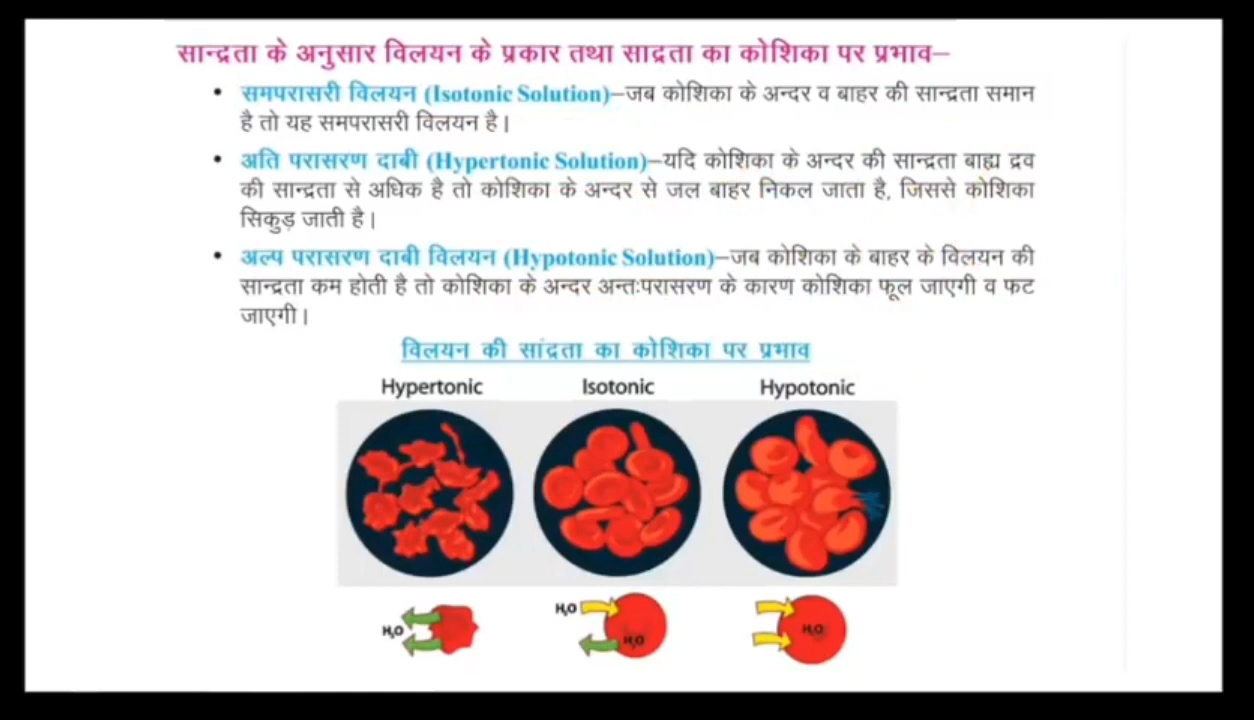 सान्द्रता के अनुसार विलयन के प्रकार तथा साद्रता का कोशिका पर प्रभाव–
• समपरासरी विलयन (Isotonic Solution)–जब कोशिका के अन्दर व बाहर की सान्द्रता समान
है तो यह समपरासरी विलयन है।
• अति परासरण दाबी (Hypertonic Solution)–यदि कोशिका के अन्दर की सान्द्रता बाह्य द्रव
की सान्द्रता से अधिक है तो कोशिका के अन्दर से जल बाहर निकल जाता है, जिससे कोशिका
सिकुड़ जाती है।
• अल्प परासरण दाबी विलयन (Hypotonic Solution)–जब कोशिका के बाहर के विलयन की
सान्द्रता कम होती है तो कोशिका के अन्दर अन्तःपरासरण के कारण कोशिका फूल जाएगी व फट
जाएगी।
विलयन की सांद्रता का कोशिका पर प्रभाव
Hypertonic Isotonic Hypotonic
H₂O H₂O H₂O H₂O